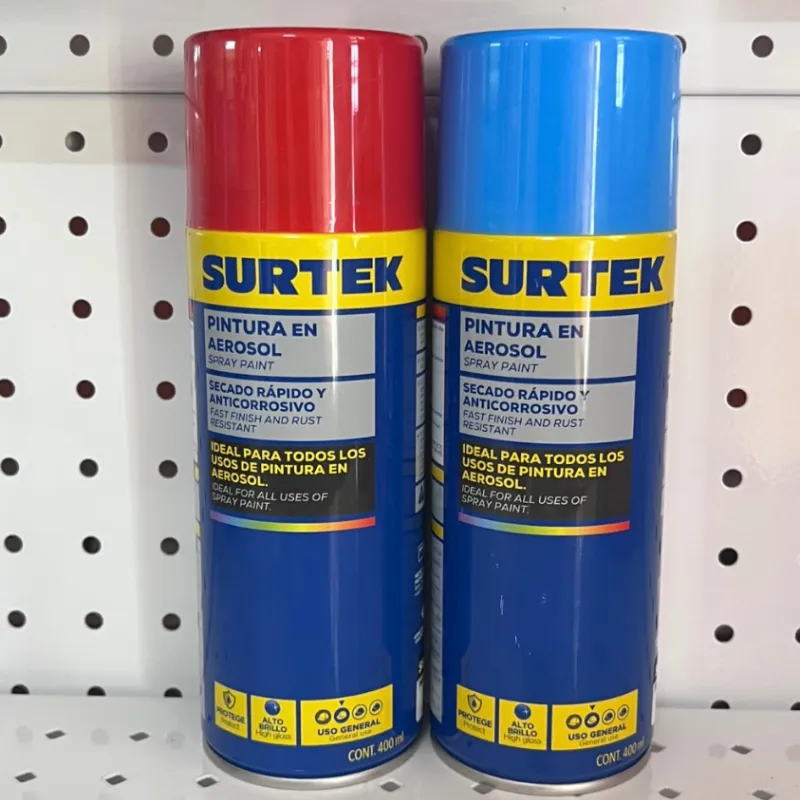 SURTEK
PINTURA EN
AEROSOL
SPRAY PAINT
SECADO RÁPIDO Y
ANTICORROSIVO
FAST FINISH AND RUST
RESISTANT
IDEAL PARA TODOS LOS
USOS DE PINTURA EN
AEROSOL.
IDEAL FOR ALL USES OF
SPRAY PAINT.
PROTEGE
Protect
ALTO
BRILLO
High gloss
USO GENERAL
General use
CONT. 400 ml
SURTEK
PINTURA EN
AEROSOL
SPRAY PAINT
SECADO RÁPIDO Y
ANTICORROSIVO
FAST FINISH AND RUST
RESISTANT
IDEAL PARA TODOS LOS
USOS DE PINTURA EN
AEROSOL.
IDEAL FOR ALL USES OF
SPRAY PAINT.
PROTEGE
Protect
ALTO
BRILLO
High gloss
USO GENERAL
General use
CONT. 400 ml